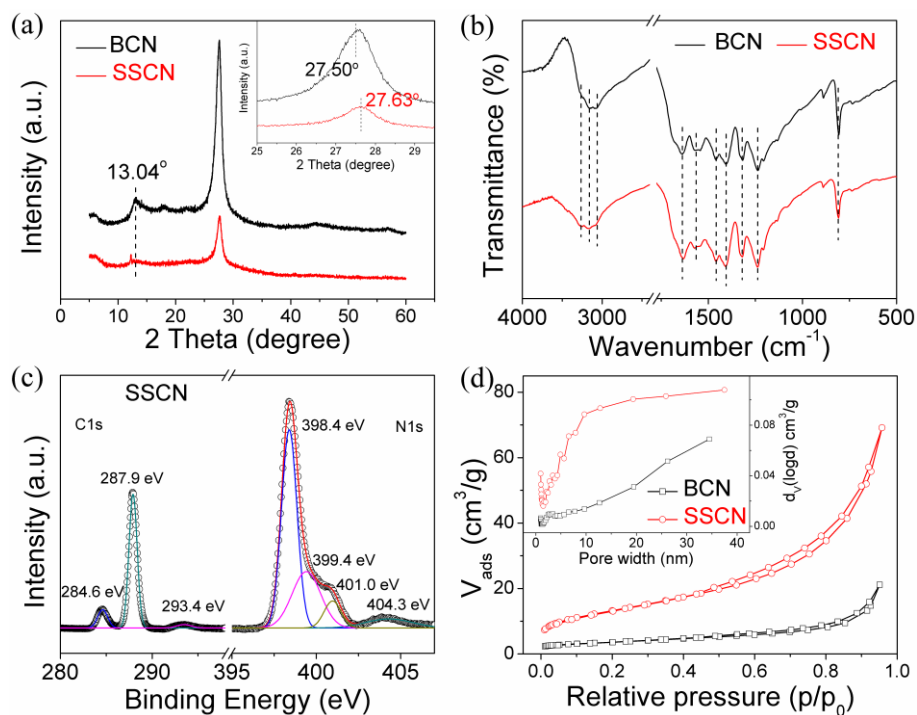 (a)
BCN
SSCN
13.04°
Intensity (a.u.)
0 10 20 30 40 50 60
2 Theta (degree)
27.50°
27.63°
Intensity (a.u.)
25 26 27 28 29
2 Theta (degree)
(b)
BCN
SSCN
Transmittance (%)
4000 3000 1500 1000 500
Wavenumber (cm-1)
(c)
SSCN
C1s
N1s
287.9 eV
284.6 eV
293.4 eV
398.4 eV
399.4 eV
401.0 eV
404.3 eV
Intensity (a.u.)
280 290 395 400 405
Binding Energy (eV)
(d)
80
60
40
20
0
Vads (cm3/g)
0.0 0.2 0.4 0.6 0.8 1.0
Relative pressure (p/p0)
BCN
SSCN
0.08
0.04
0.00
dV(logd) cm3/g
0 10 20 30 40
Pore width (nm)